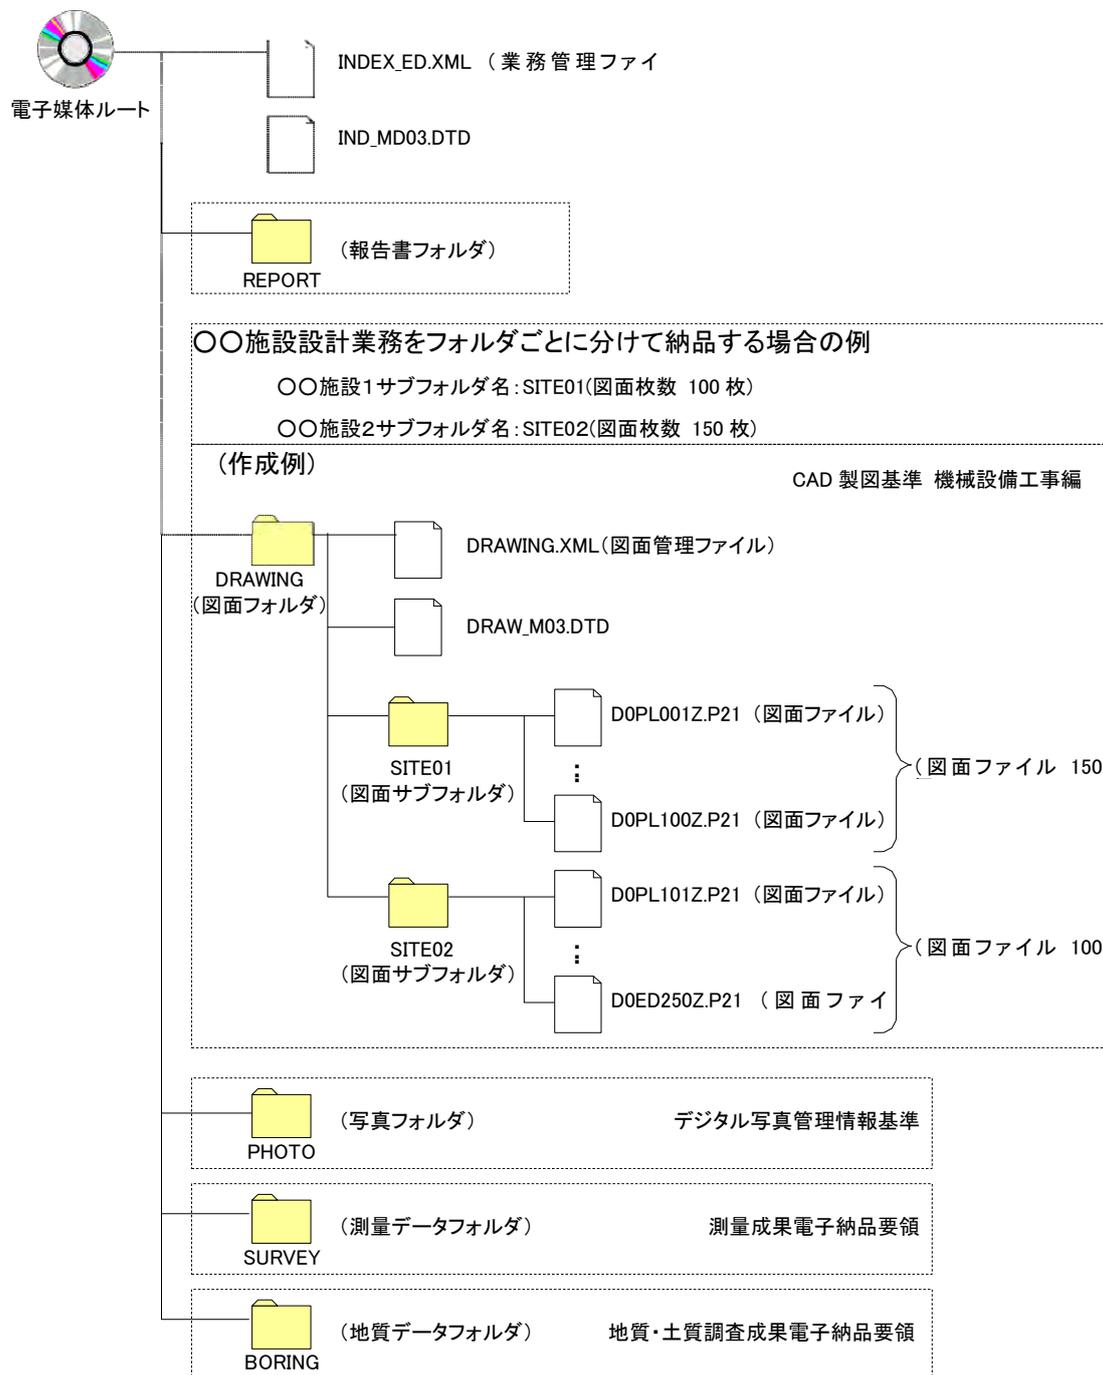 INDEX_ED.XML （業務管理ファイ
電子媒体ルート
IND_MD03.DTD
（報告書フォルダ）
REPORT
○○施設設計業務をフォルダごとに分けて納品する場合の例
○○施設１サブフォルダ名：SITE01(図面枚数 100 枚)
○○施設２サブフォルダ名：SITE02(図面枚数 150 枚)
（作成例）
CAD 製図基準 機械設備工事編
DRAWING.XML（図面管理ファイル）
DRAWING
（図面フォルダ）
DRAW_M03.DTD
D0PL001Z.P21 （図面ファイル）
SITE01
（図面サブフォルダ）
（図面ファイル 150
D0PL100Z.P21 （図面ファイル）
D0PL101Z.P21 （図面ファイル）
SITE02
（図面サブフォルダ）
（図面ファイル 100
D0ED250Z.P21 （図面ファイ
（写真フォルダ） デジタル写真管理情報基準
PHOTO
（測量データフォルダ） 測量成果電子納品要領
SURVEY
（地質データフォルダ） 地質・土質調査成果電子納品要領
BORING